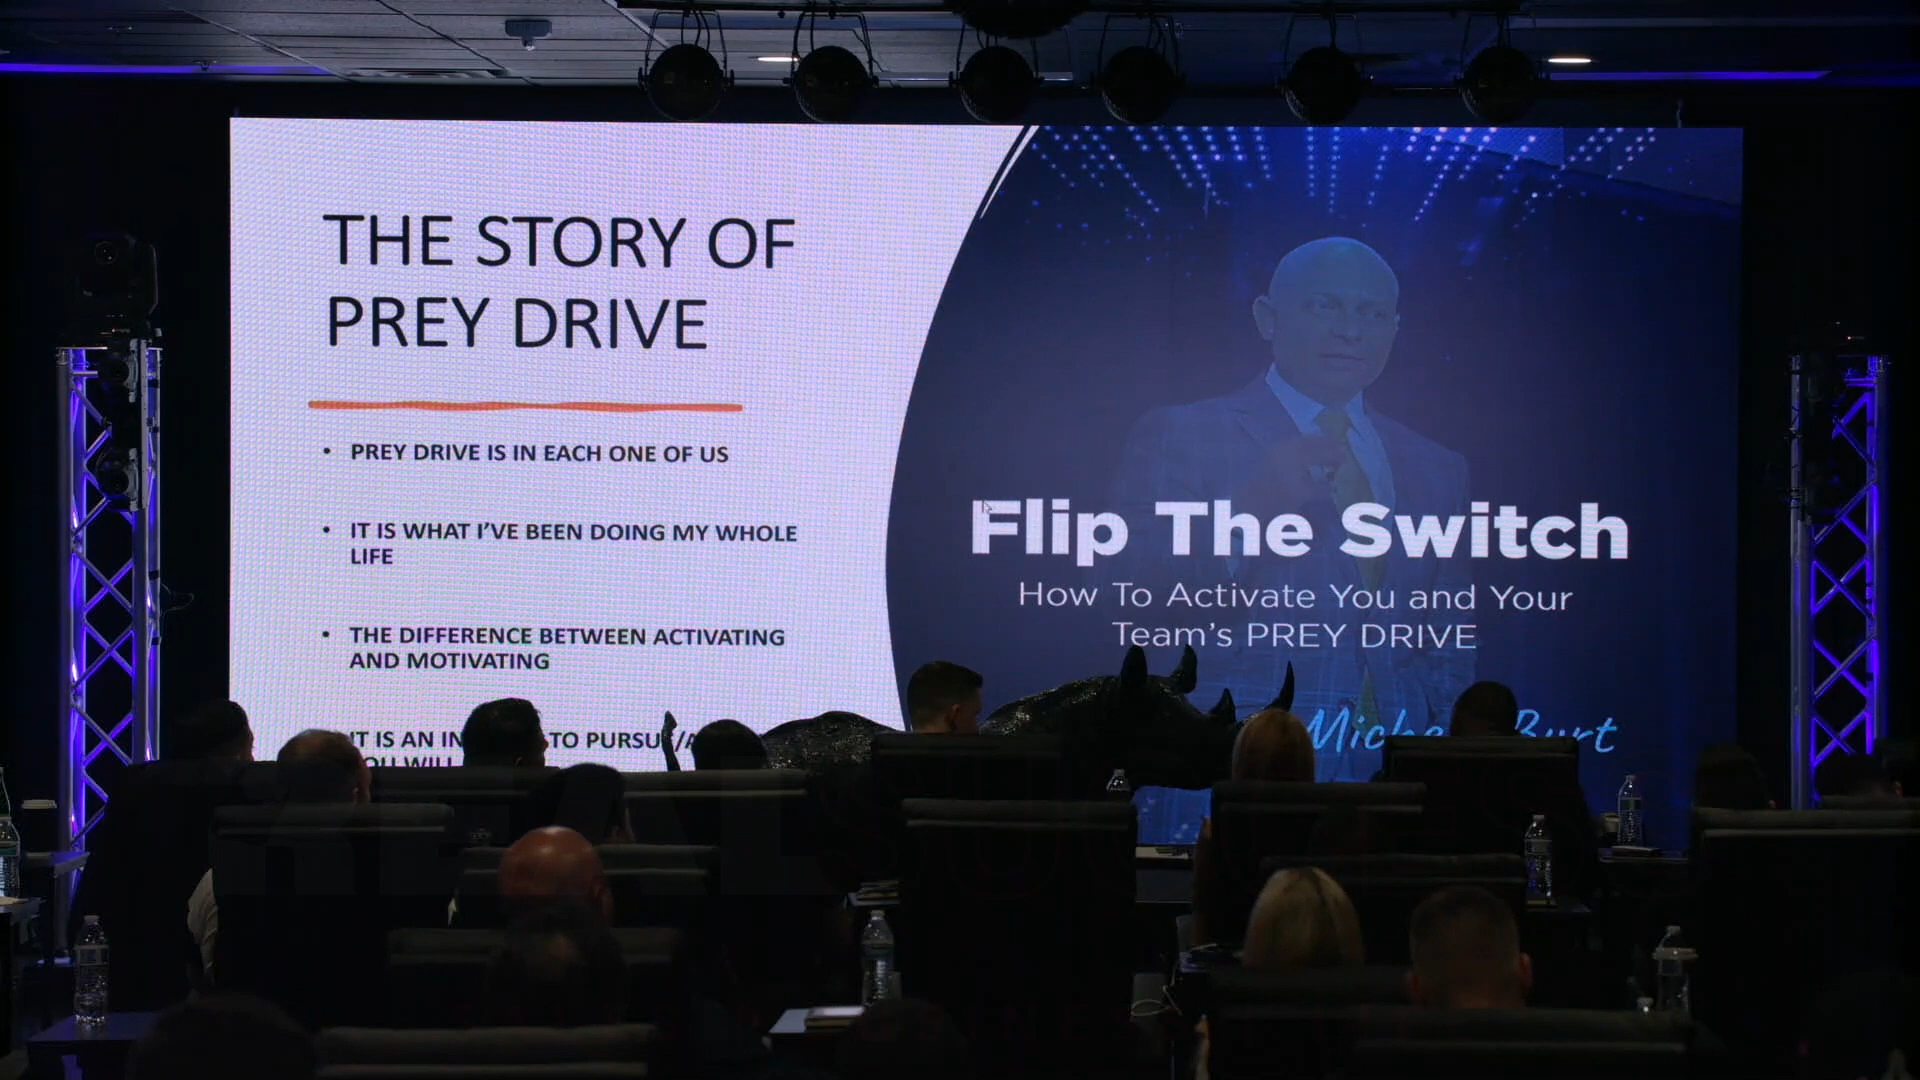 THE STORY OF
PREY DRIVE
• PREY DRIVE IS IN EACH ONE OF US
• IT IS WHAT I'VE BEEN DOING MY WHOLE
LIFE
• THE DIFFERENCE BETWEEN ACTIVATING
AND MOTIVATING
IT IS AN TO
WILL
Flip The Switch
How To Activate You and Your
Team's PREY DRIVE
Burt